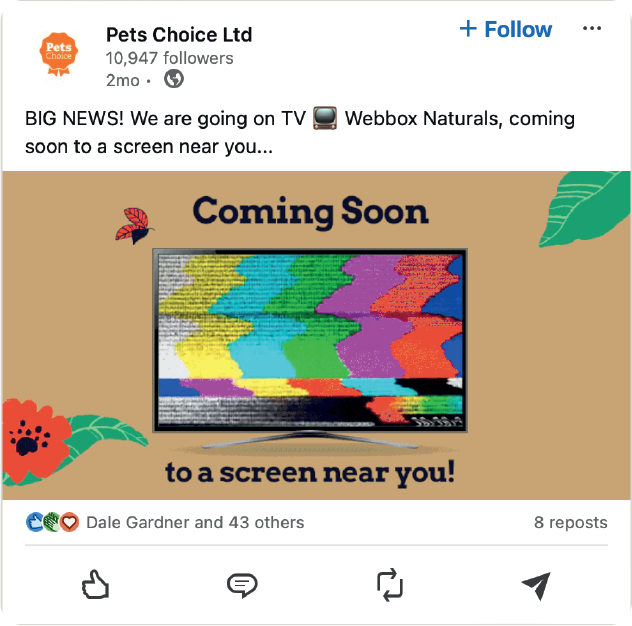 Pets
Choice
Pets Choice Ltd
+ Follow
10,947 followers
2mo •
BIG NEWS! We are going on TV 📺 Webbox Naturals, coming
soon to a screen near you...
Coming Soon
to a screen near you!
Dale Gardner and 43 others
8 reposts